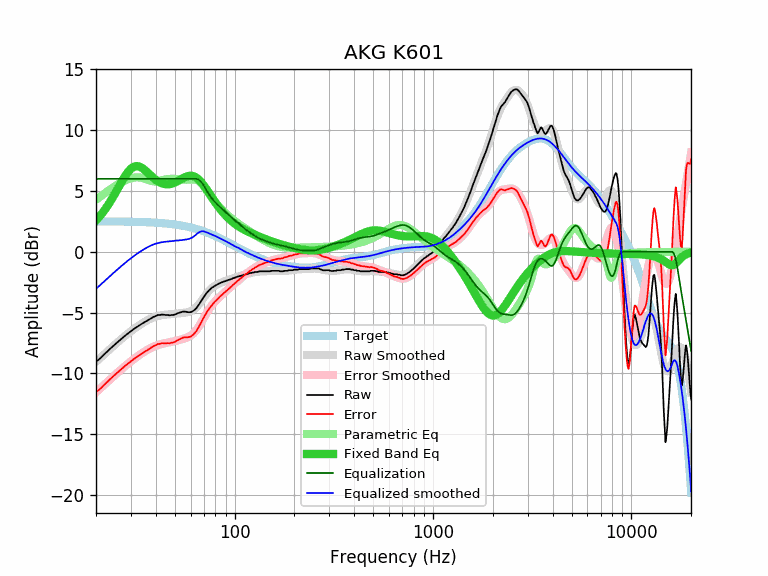 AKG K601
15
10
5
0
−5
−10
−15
−20
Amplitude (dBr)
Target
Raw Smoothed
Error Smoothed
Raw
Error
Parametric Eq
Fixed Band Eq
Equalization
Equalized smoothed
100
1000
10000
Frequency (Hz)